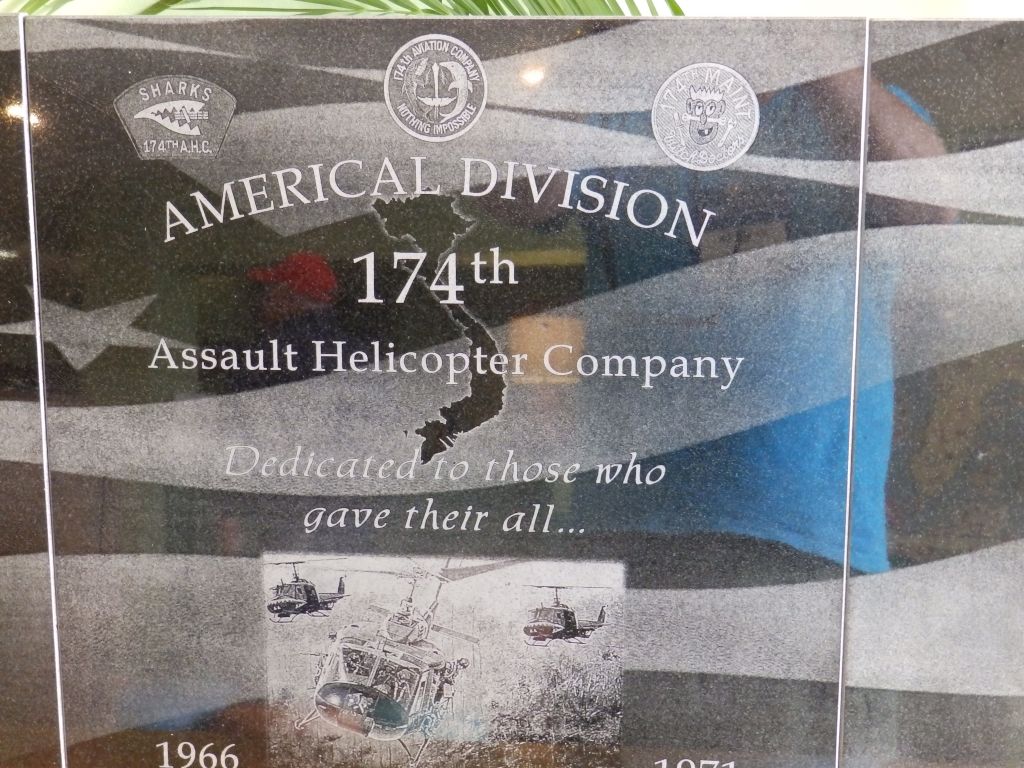 SHARKS
174TH A.H.C.
174th AVIATION COMPANY
NOTHING IMPOSSIBLE
174TH MAINT
AMERICAL DIVISION
174th
Assault Helicopter Company
Dedicated to those who
gave their all...
1966
1971